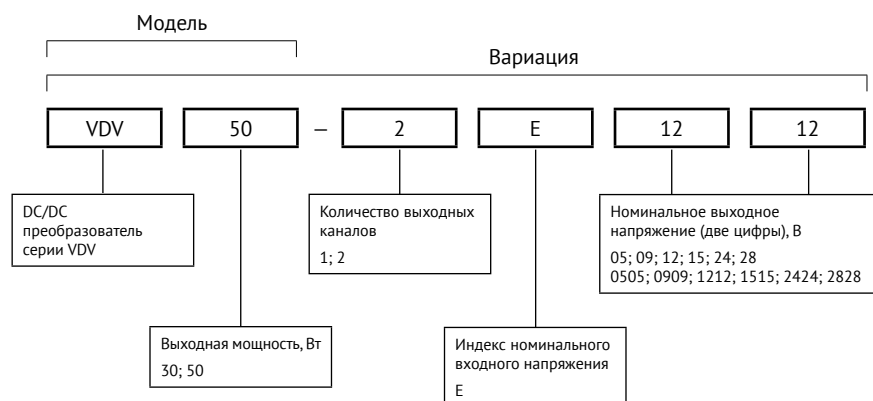 Модель
Вариация
VDV 50 – 2 E 12 12
DC/DC
преобразователь
серии VDV
Количество выходных
каналов
1; 2
Номинальное выходное
напряжение (две цифры), В
05; 09; 12; 15; 24; 28
0505; 0909; 1212; 1515; 2424; 2828
Выходная мощность, Вт
30; 50
Индекс номинального
входного напряжения
E